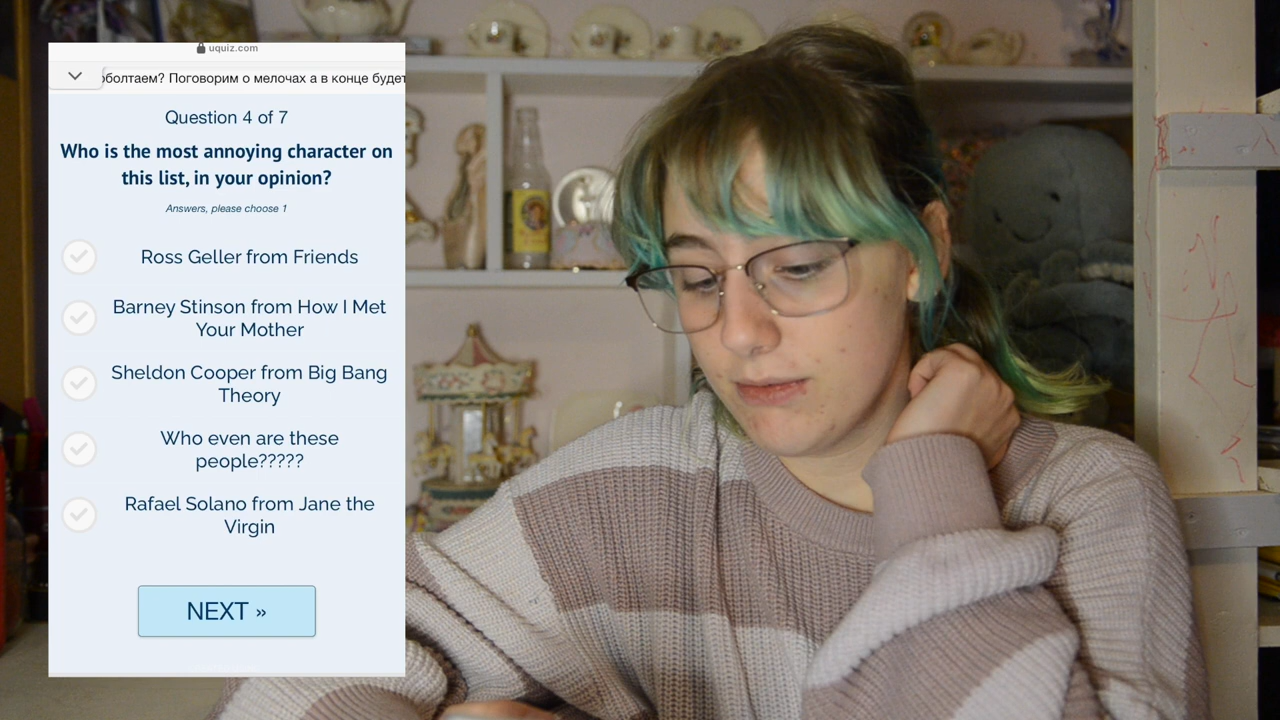 uquiz.com
оболтаем? Поговорим о мелочах а в конце будет
Question 4 of 7
Who is the most annoying character on
this list, in your opinion?
Answers, please choose 1
Ross Geller from Friends
Barney Stinson from How I Met
Your Mother
Sheldon Cooper from Big Bang
Theory
Who even are these
people?????
Rafael Solano from Jane the
Virgin
NEXT »